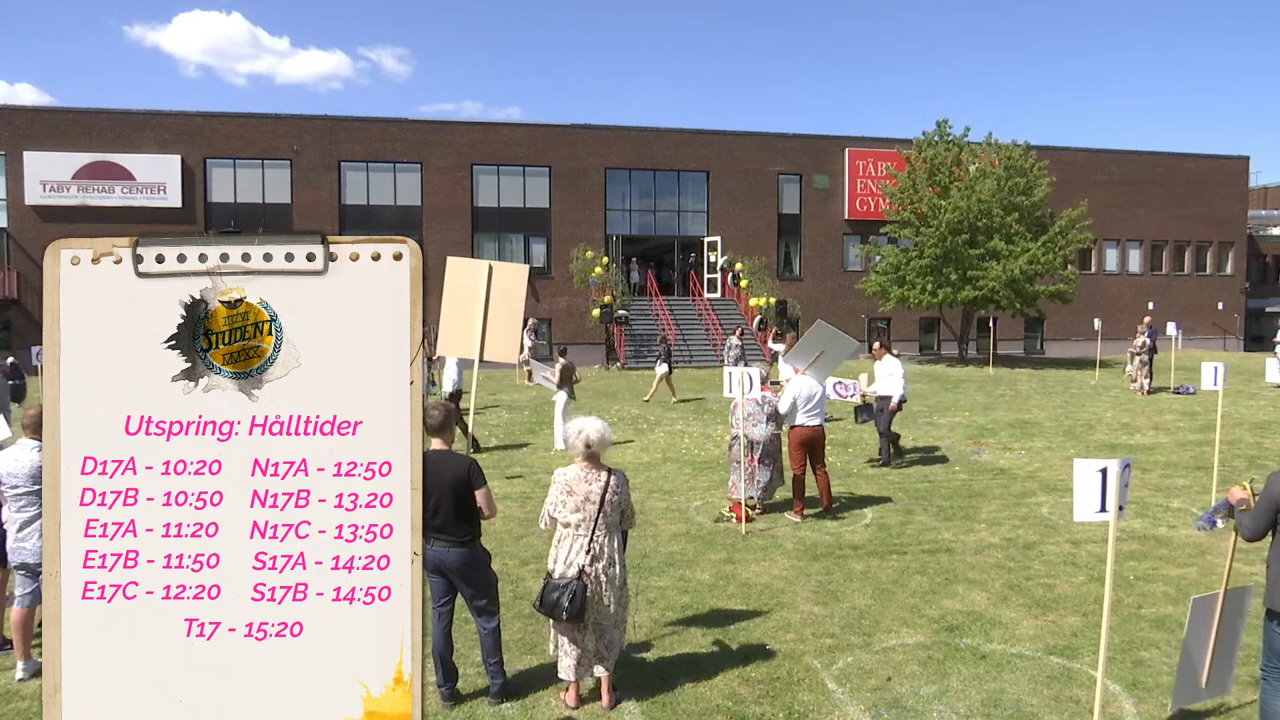 TÄBY REHAB CENTER
TÄBY
STUDENT
MMXX
Utspring: Hålltider
D17A - 10:20
D17B - 10:50
E17A - 11:20
E17B - 11:50
E17C - 12:20
N17A - 12:50
N17B - 13.20
N17C - 13:50
S17A - 14:20
S17B - 14:50
T17 - 15:20
10
1